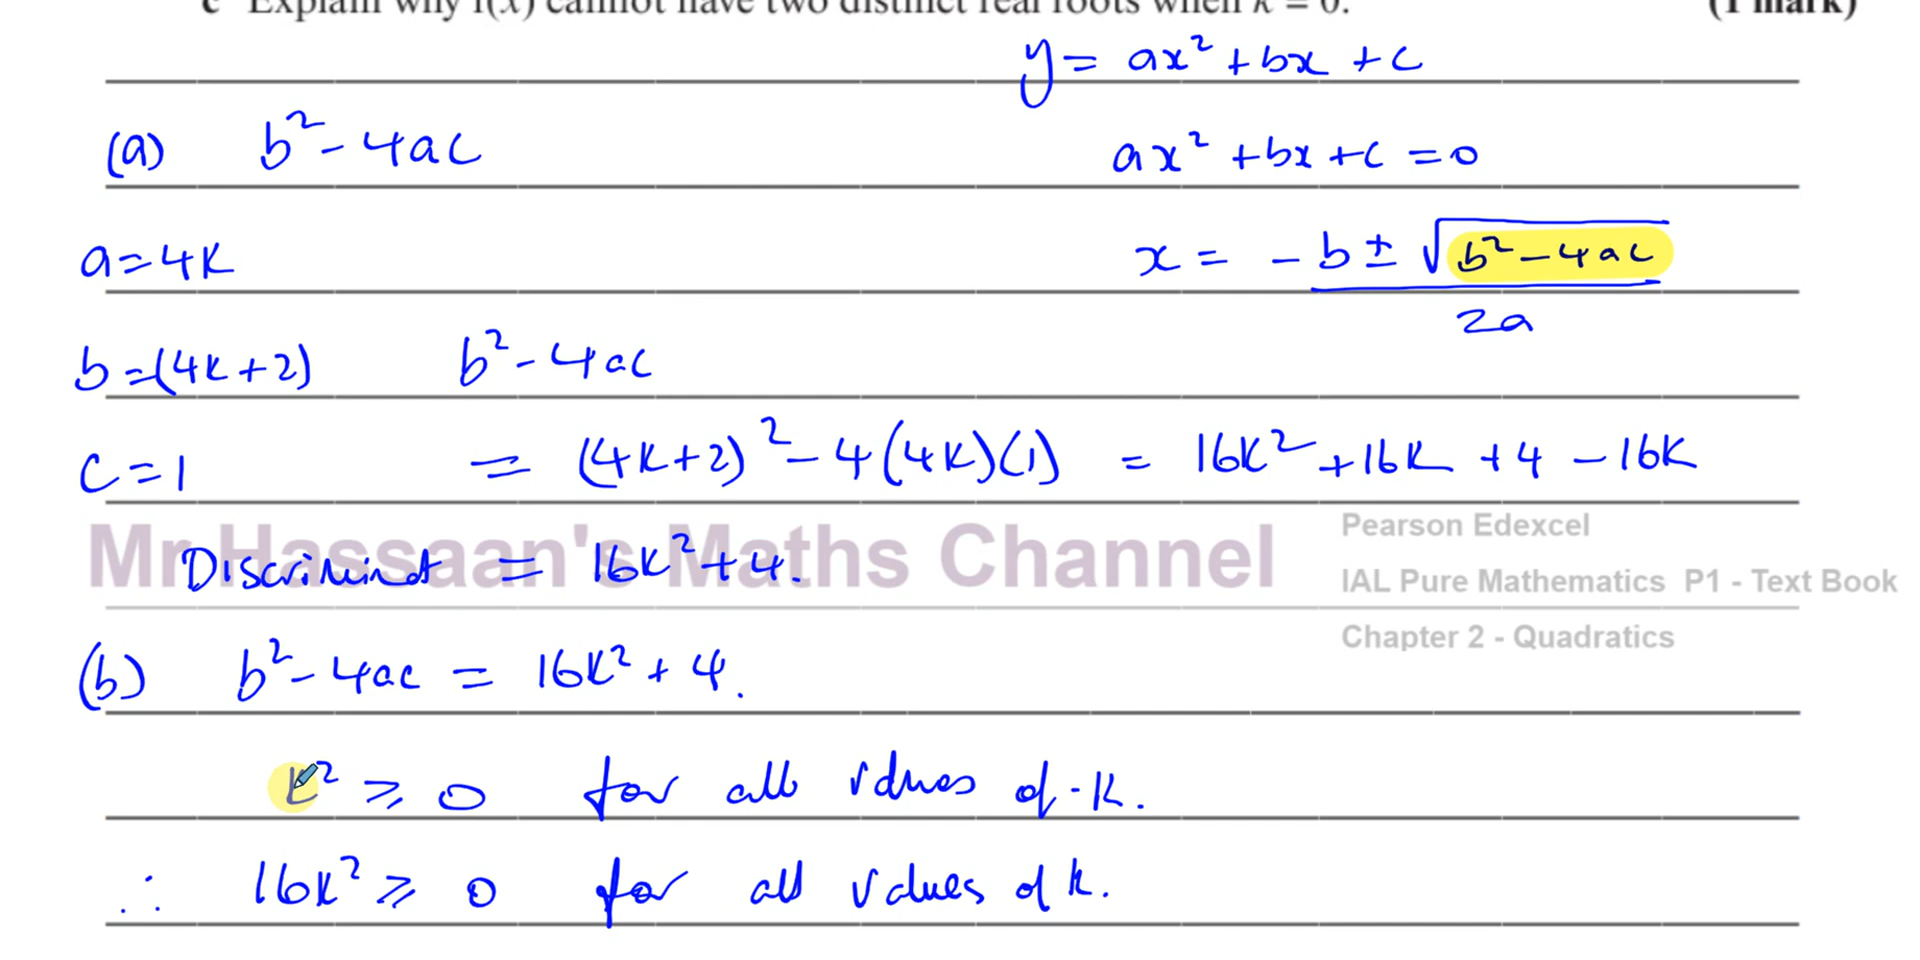 c Explain why f(x) cannot have two distinct real roots when k = 0. (1 mark)
y = ax² + bx + c
(a) b² - 4ac
ax² + bx + c = 0
a = 4k
x = -b ± √b² - 4ac
2a
b = (4k+2) b² - 4ac
c = 1 = (4k+2)² - 4(4k)(1) = 16k² + 16k + 4 - 16k
Mr Hassaan's Maths Channel
Pearson Edexcel
Discriminant = 16k² + 4.
IAL Pure Mathematics P1 - Text Book
Chapter 2 - Quadratics
(b) b² - 4ac = 16k² + 4.
k² ≥ 0 for all values of k.
∴ 16k² ≥ 0 for all values of k.